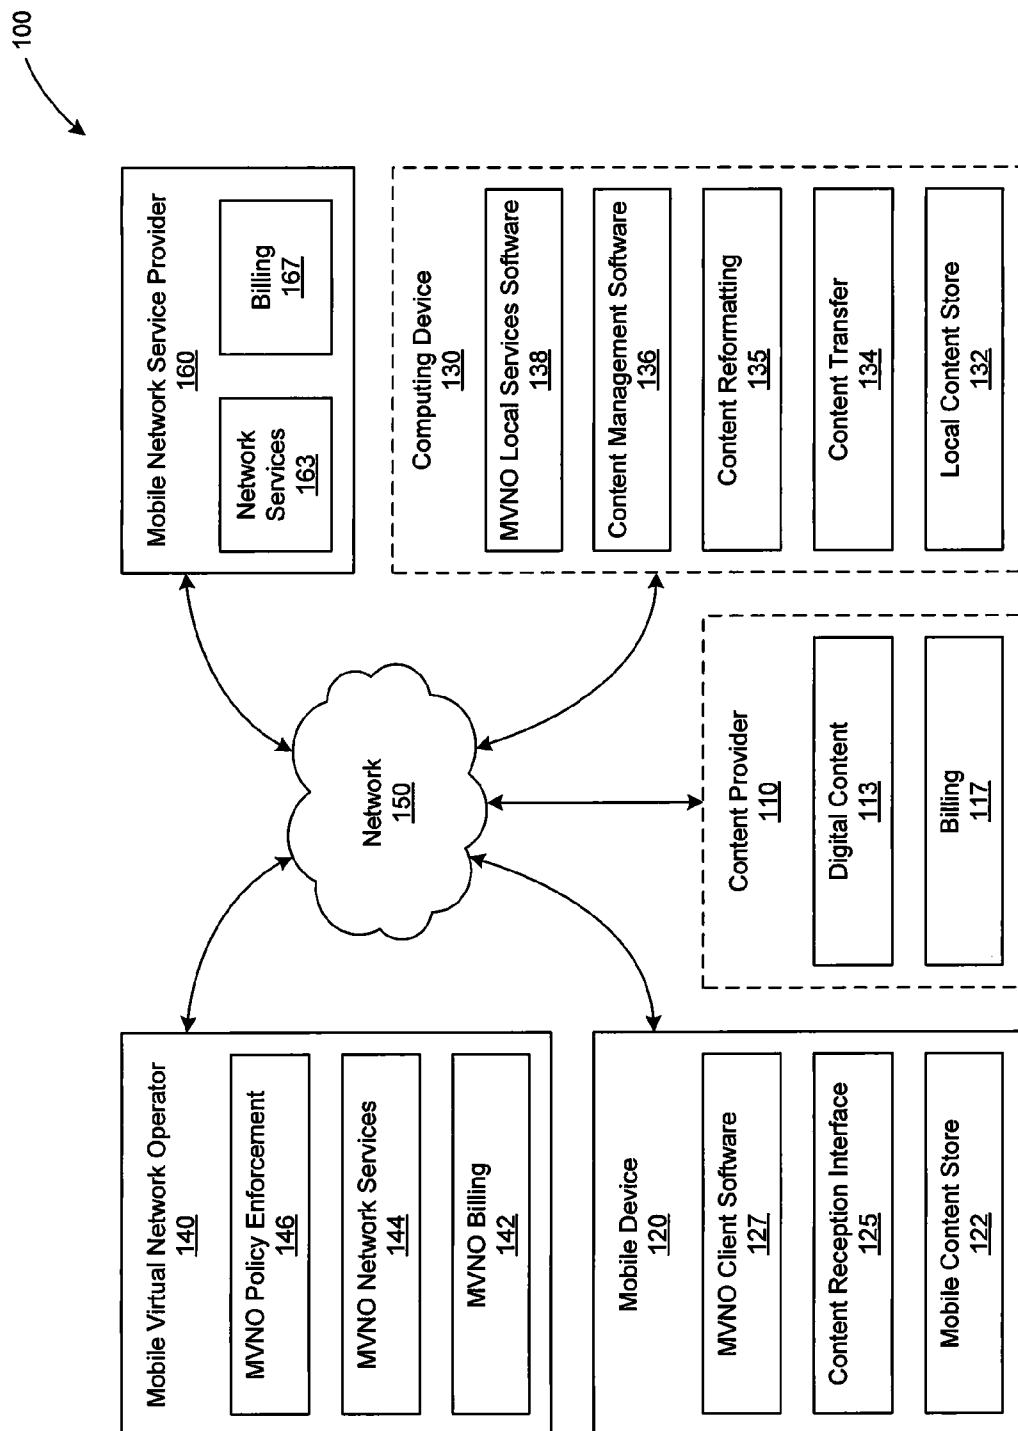 100
Mobile Virtual Network Operator
140
MVNO Policy Enforcement
146
MVNO Network Services
144
MVNO Billing
142
Network
150
Mobile Network Service Provider
160
Network
Services
163
Billing
167
Mobile Device
120
MVNO Client Software
127
Content Reception Interface
125
Mobile Content Store
122
Content Provider
110
Digital Content
113
Billing
117
Computing Device
130
MVNO Local Services Software
138
Content Management Software
136
Content Reformatting
135
Content Transfer
134
Local Content Store
132